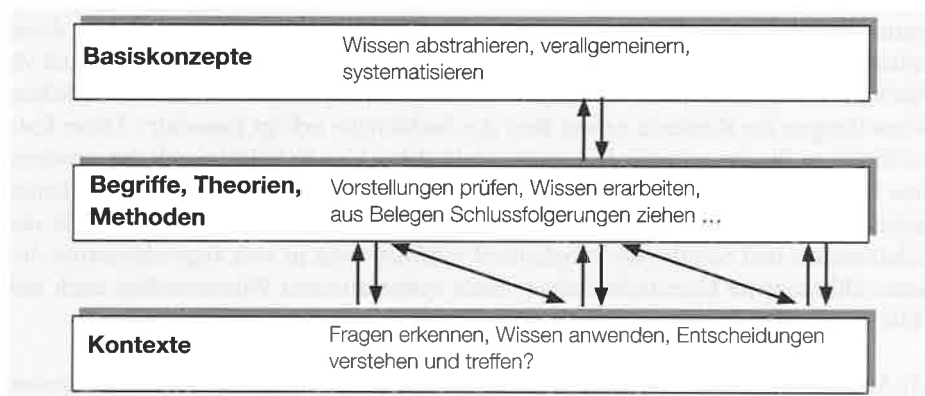 Basiskonzepte
Wissen abstrahieren, verallgemeinern,
systematisieren
Begriffe, Theorien,
Methoden
Vorstellungen prüfen, Wissen erarbeiten,
aus Belegen Schlussfolgerungen ziehen ...
Kontexte
Fragen erkennen, Wissen anwenden, Entscheidungen
verstehen und treffen?